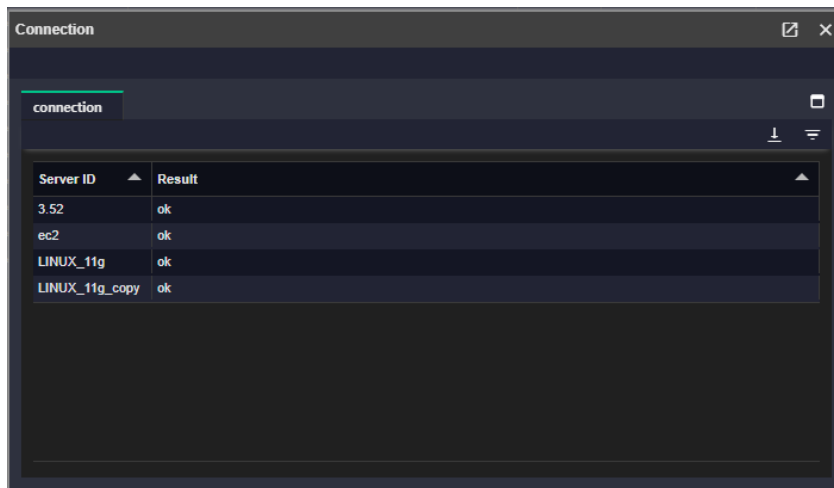 Connection
connection
Server ID Result
3.52 ok
ec2 ok
LINUX_11g ok
LINUX_11g_copy ok